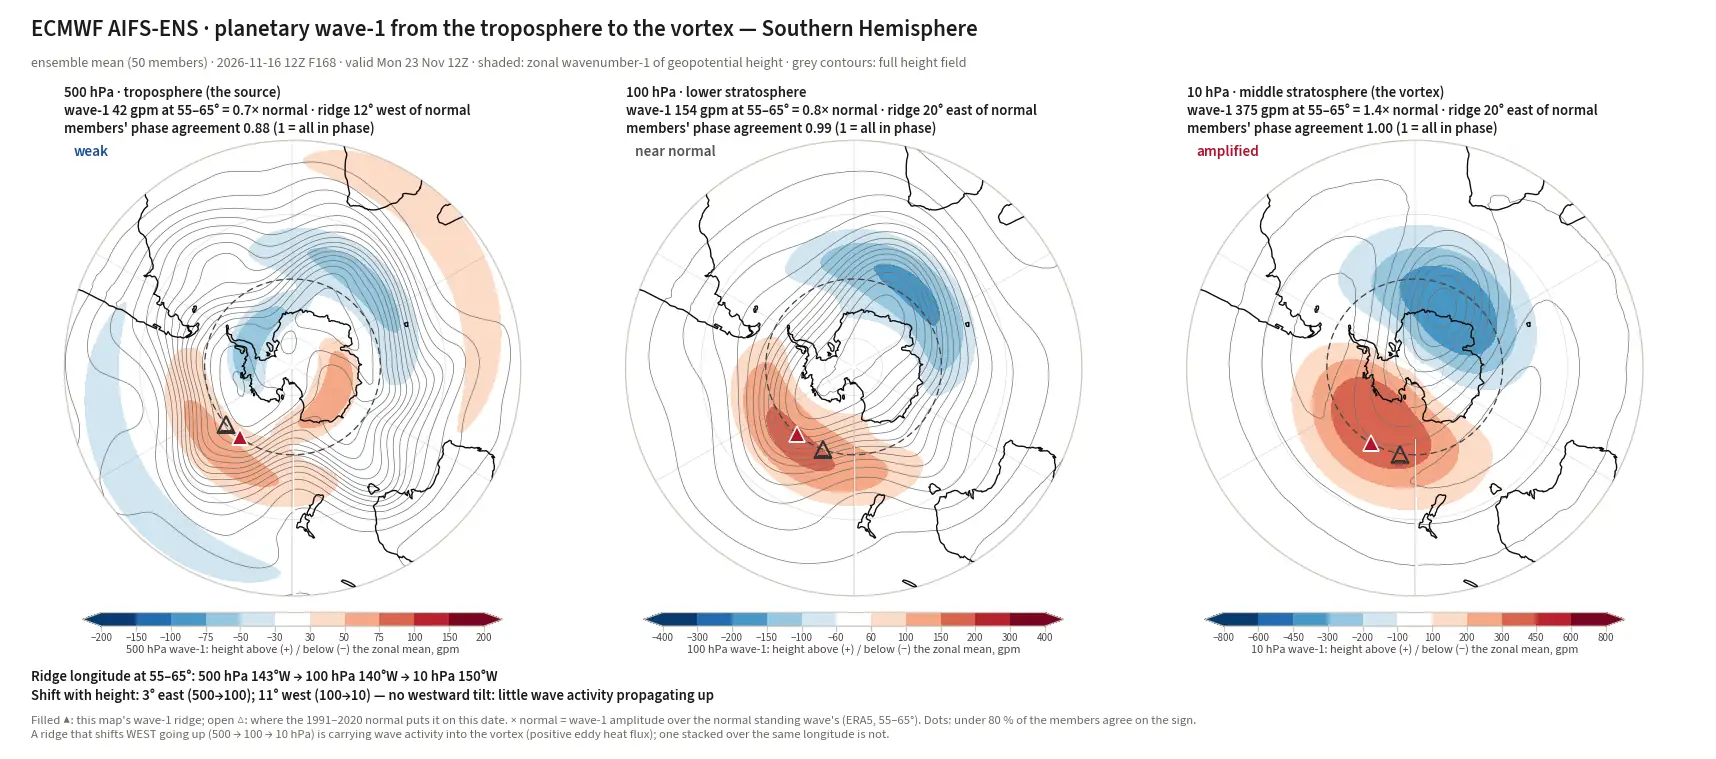 ECMWF AIFS-ENS · planetary wave-1 from the troposphere to the vortex — Southern Hemisphere
ensemble mean (50 members) · 2026-11-16 12Z F168 · valid Mon 23 Nov 12Z · shaded: zonal wavenumber-1 of geopotential height · grey contours: full height field
500 hPa · troposphere (the source)
wave-1 42 gpm at 55–65° = 0.7× normal · ridge 12° west of normal
members' phase agreement 0.88 (1 = all in phase)
weak
100 hPa · lower stratosphere
wave-1 154 gpm at 55–65° = 0.8× normal · ridge 20° east of normal
members' phase agreement 0.99 (1 = all in phase)
near normal
10 hPa · middle stratosphere (the vortex)
wave-1 375 gpm at 55–65° = 1.4× normal · ridge 20° east of normal
members' phase agreement 1.00 (1 = all in phase)
amplified
−200 −150 −100 −75 −50 −30 30 50 75 100 150 200
500 hPa wave-1: height above (+) / below (−) the zonal mean, gpm
−400 −300 −200 −150 −100 −60 60 100 150 200 300 400
100 hPa wave-1: height above (+) / below (−) the zonal mean, gpm
−800 −600 −450 −300 −200 −100 100 200 300 450 600 800
10 hPa wave-1: height above (+) / below (−) the zonal mean, gpm
Ridge longitude at 55–65°: 500 hPa 143°W → 100 hPa 140°W → 10 hPa 150°W
Shift with height: 3° east (500→100); 11° west (100→10) — no westward tilt: little wave activity propagating up
Filled ▲: this map's wave-1 ridge; open △: where the 1991–2020 normal puts it on this date. × normal = wave-1 amplitude over the normal standing wave's (ERA5, 55–65°). Dots: under 80 % of the members agree on the sign.
A ridge that shifts WEST going up (500 → 100 → 10 hPa) is carrying wave activity into the vortex (positive eddy heat flux); one stacked over the same longitude is not.